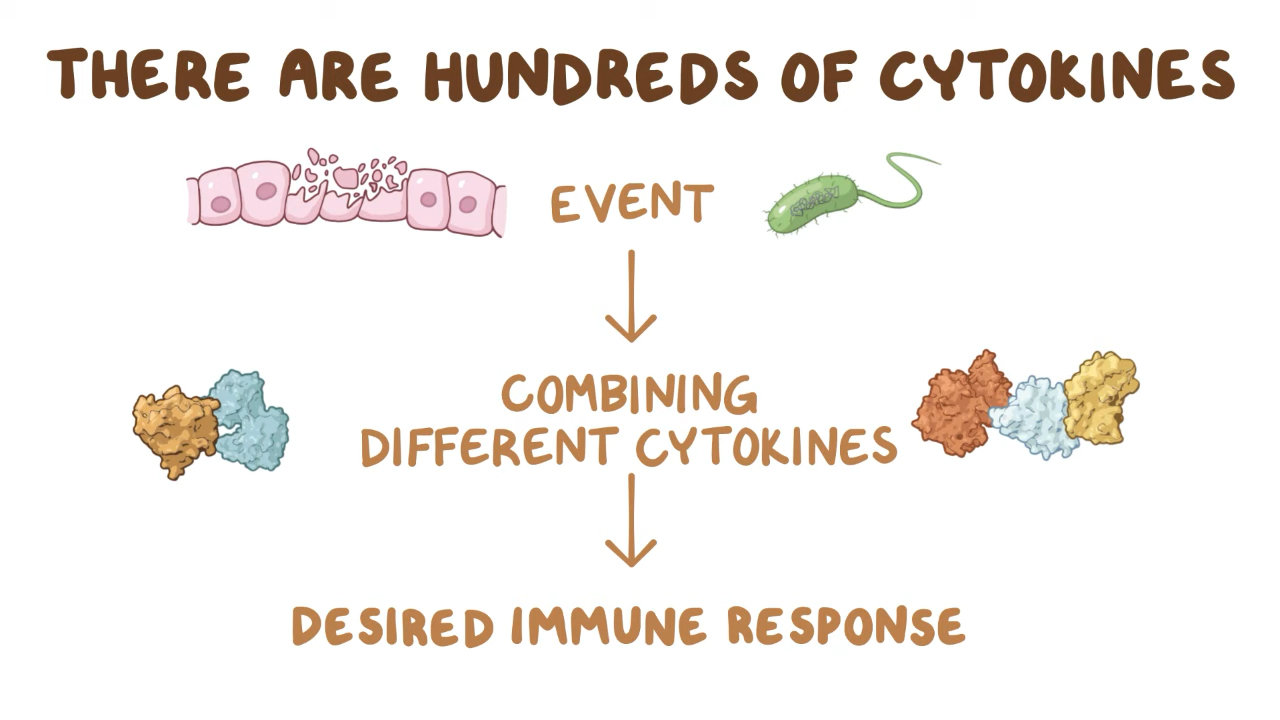 THERE ARE HUNDREDS OF CYTOKINES
EVENT
COMBINING
DIFFERENT CYTOKINES
DESIRED IMMUNE RESPONSE